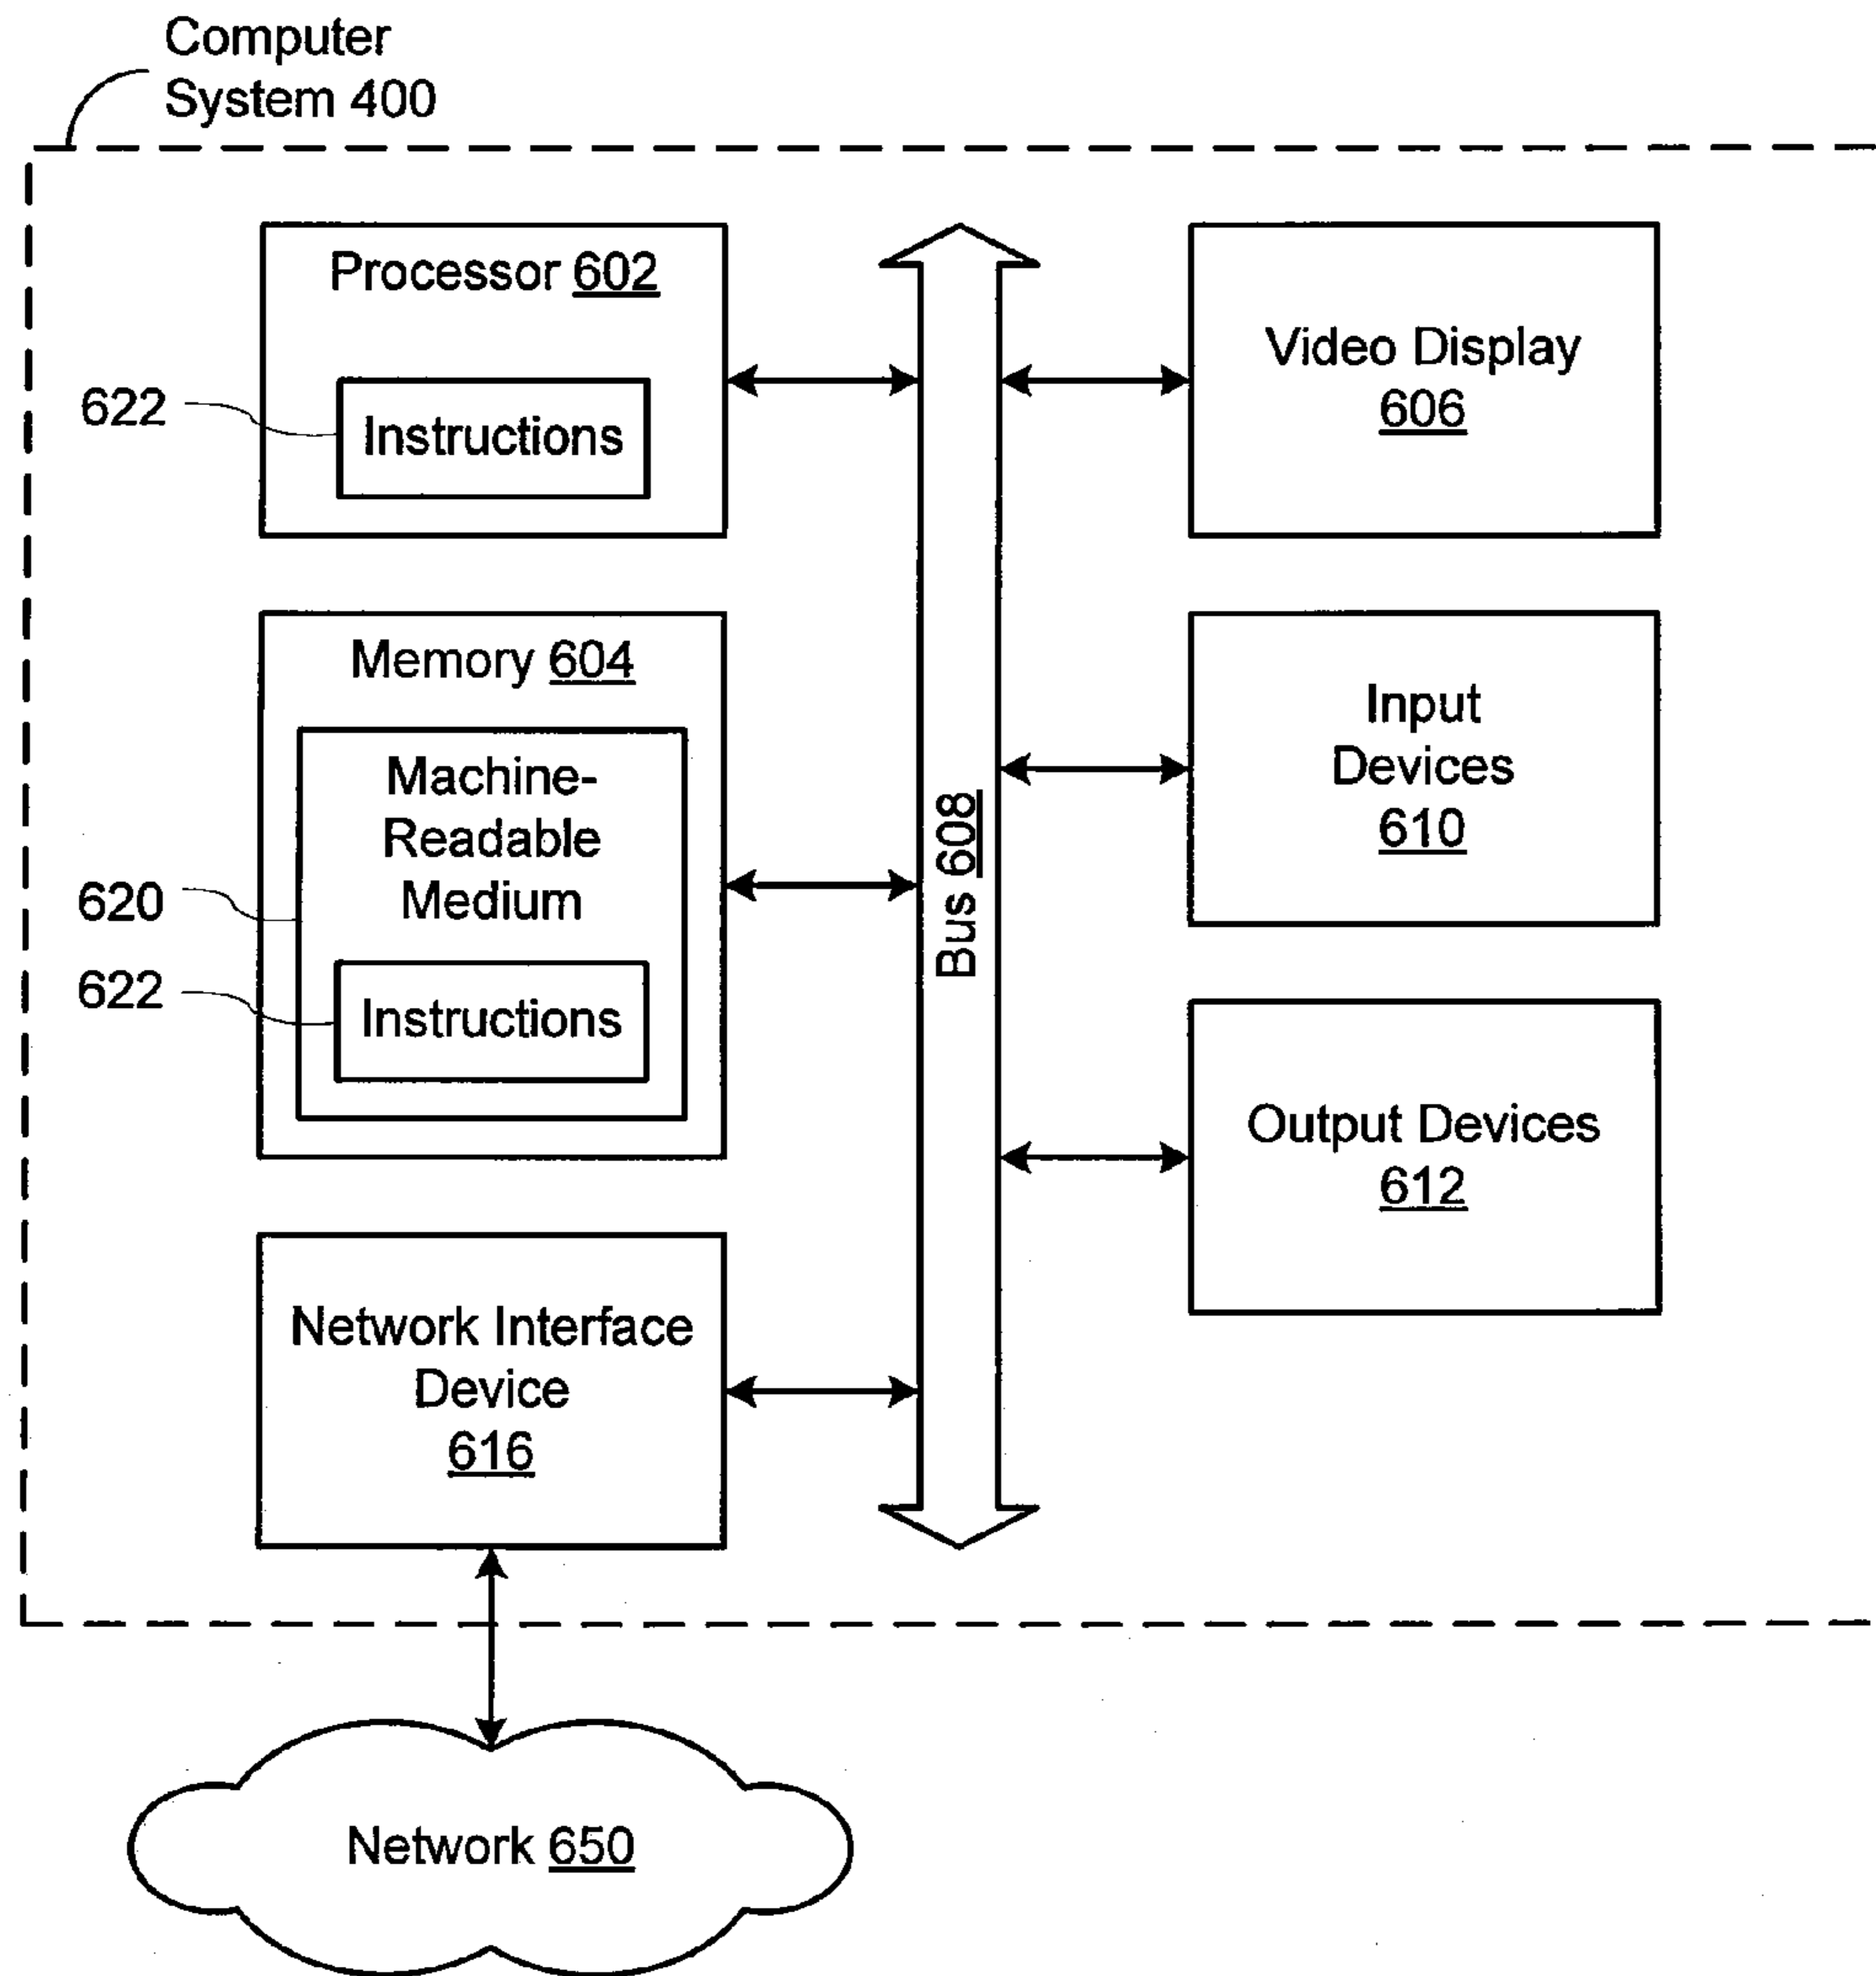 Computer
System 400
Processor 602
622
Instructions
Memory 604
Machine-
Readable
Medium
620
622
Instructions
Network Interface
Device
616
Bus 608
Video Display
606
Input
Devices
610
Output Devices
612
Network 650